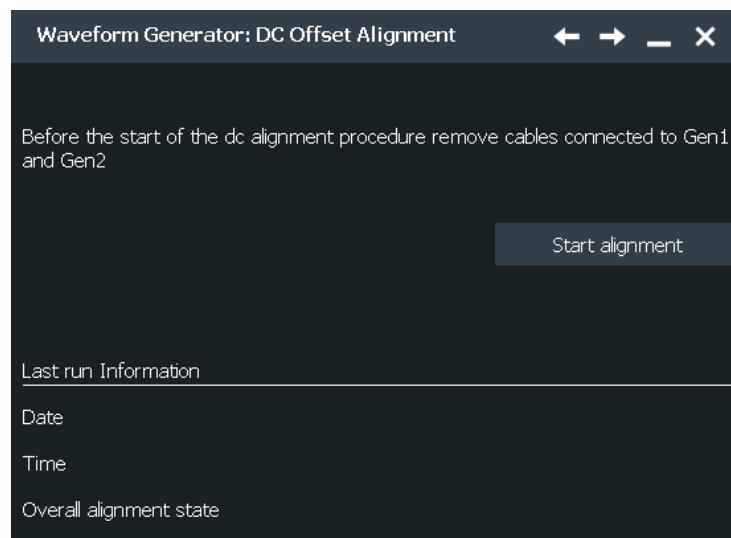 Waveform Generator: DC Offset Alignment
Before the start of the dc alignment procedure remove cables connected to Gen1
and Gen2
Start alignment
Last run Information
Date
Time
Overall alignment state